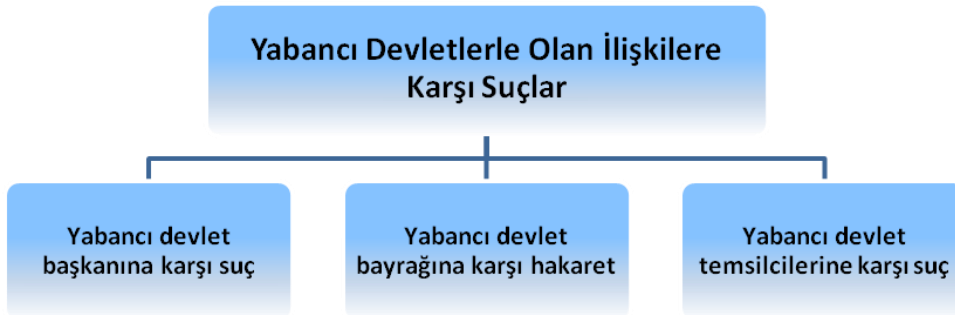 Yabancı Devletlerle Olan İlişkilere
Karşı Suçlar
Yabancı devlet
başkanına karşı suç
Yabancı devlet
bayrağına karşı hakaret
Yabancı devlet
temsilcilerine karşı suç